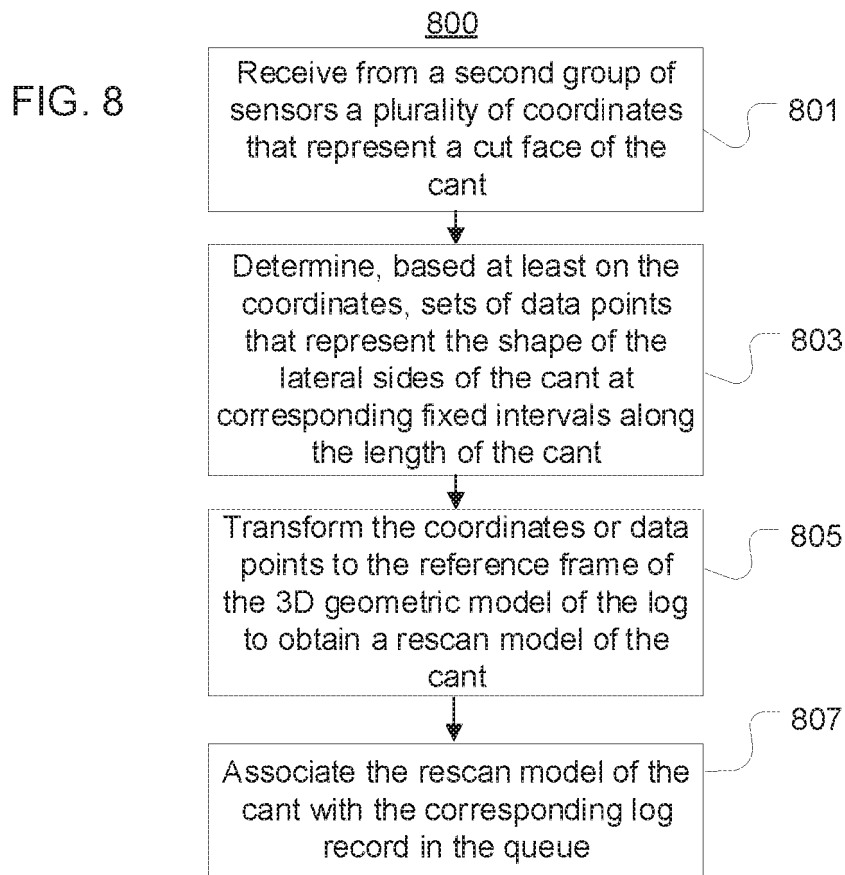 800
FIG. 8
Receive from a second group of
sensors a plurality of coordinates
that represent a cut face of the
cant
801
Determine, based at least on the
coordinates, sets of data points
that represent the shape of the
lateral sides of the cant at
corresponding fixed intervals along
the length of the cant
803
Transform the coordinates or data
points to the reference frame of
the 3D geometric model of the log
to obtain a rescan model of the
cant
805
Associate the rescan model of the
cant with the corresponding log
record in the queue
807